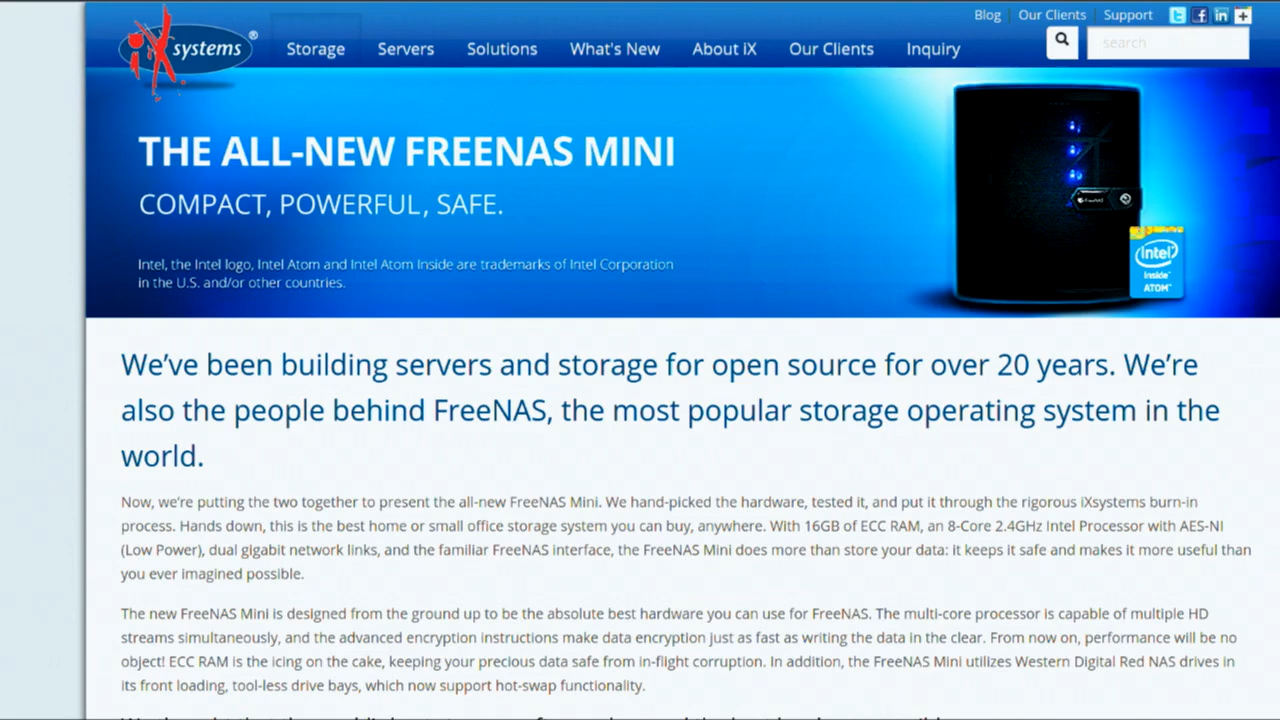 Blog | Our Clients | Support
iXsystems®
Storage Servers Solutions What's New About iX Our Clients Inquiry
search
THE ALL-NEW FREENAS MINI
COMPACT, POWERFUL, SAFE.
FreeNAS
intel
inside™
ATOM™
Intel, the Intel logo, Intel Atom and Intel Atom Inside are trademarks of Intel Corporation
in the U.S. and/or other countries.
We've been building servers and storage for open source for over 20 years. We're
also the people behind FreeNAS, the most popular storage operating system in the
world.
Now, we're putting the two together to present the all-new FreeNAS Mini. We hand-picked the hardware, tested it, and put it through the rigorous iXsystems burn-in
process. Hands down, this is the best home or small office storage system you can buy, anywhere. With 16GB of ECC RAM, an 8-Core 2.4GHz Intel Processor with AES-NI
(Low Power), dual gigabit network links, and the familiar FreeNAS interface, the FreeNAS Mini does more than store your data: it keeps it safe and makes it more useful than
you ever imagined possible.
The new FreeNAS Mini is designed from the ground up to be the absolute best hardware you can use for FreeNAS. The multi-core processor is capable of multiple HD
streams simultaneously, and the advanced encryption instructions make data encryption just as fast as writing the data in the clear. From now on, performance will be no
object! ECC RAM is the icing on the cake, keeping your precious data safe from in-flight corruption. In addition, the FreeNAS Mini utilizes Western Digital Red NAS drives in
its front loading, tool-less drive bays, which now support hot-swap functionality.